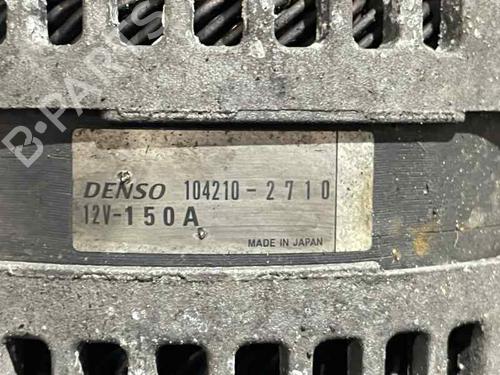 B-PARTS
DENSO 104210-2710
12V-150A
MADE IN JAPAN